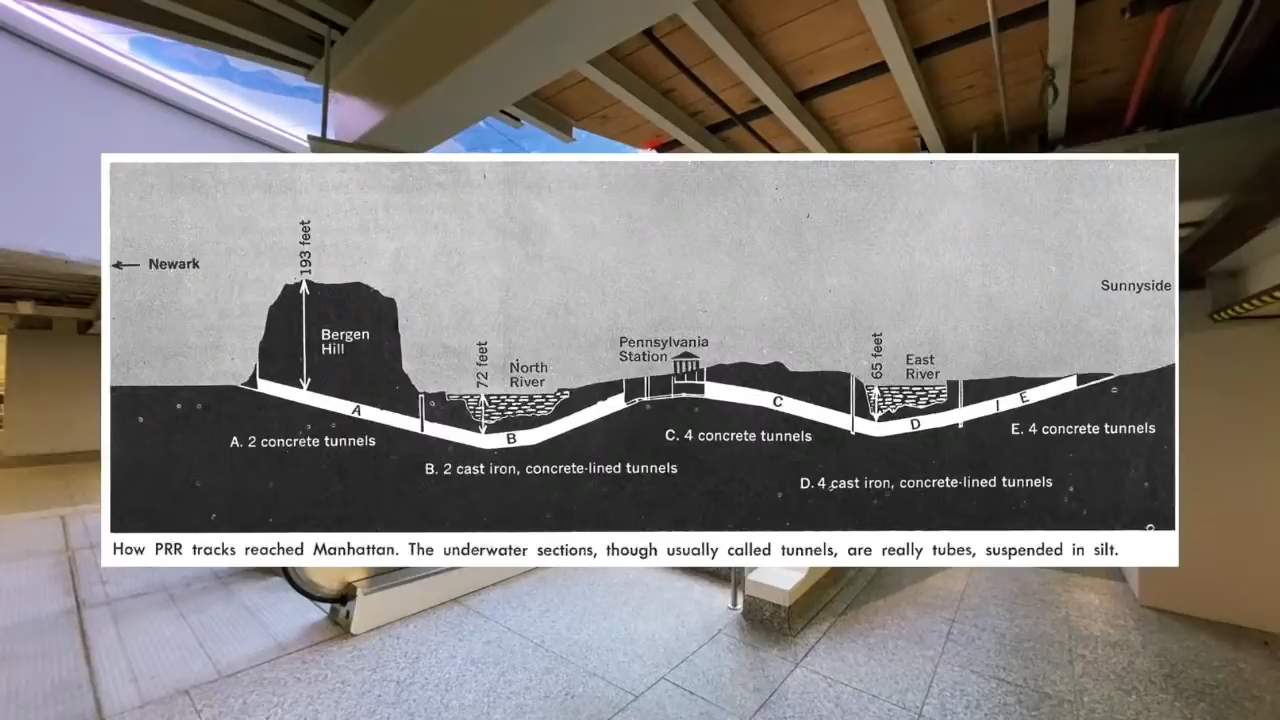 193 feet
← Newark
Sunnyside
Bergen
Hill
72 feet
North
River
Pennsylvania
Station
65 feet
East
River
A
B
C
D
E
A. 2 concrete tunnels
B. 2 cast iron, concrete-lined tunnels
C. 4 concrete tunnels
D. 4 cast iron, concrete-lined tunnels
E. 4 concrete tunnels
How PRR tracks reached Manhattan. The underwater sections, though usually called tunnels, are really tubes, suspended in silt.